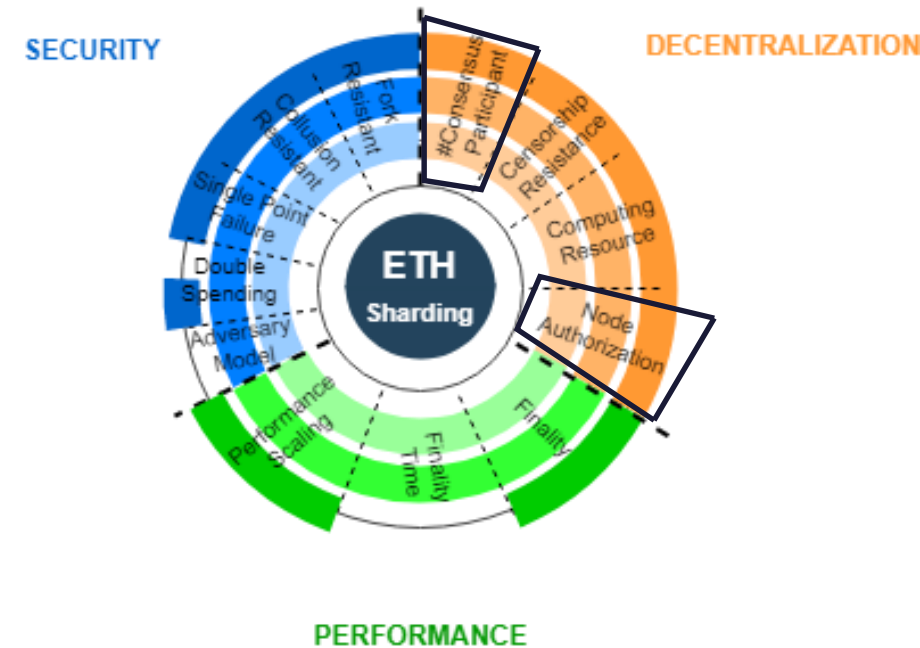 SECURITY
DECENTRALIZATION
#Consensus
Participant
Censorship
Resistance
Computing
Resource
Node
Authorization
Finality
Finality
Time
Performance
Scaling
Adversary
Model
Double
Spending
Single Point
Failure
Collusion
Resistant
Fork
Resistant
ETH
Sharding
PERFORMANCE